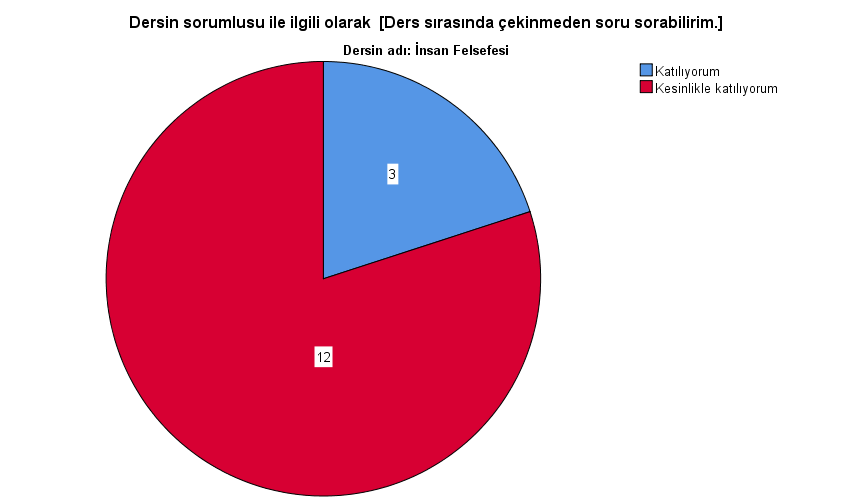 Dersin sorumlusu ile ilgili olarak [Ders sırasında çekinmeden soru sorabilirim.]
Dersin adı: İnsan Felsefesi
Katılıyorum
Kesinlikle katılıyorum
3
12